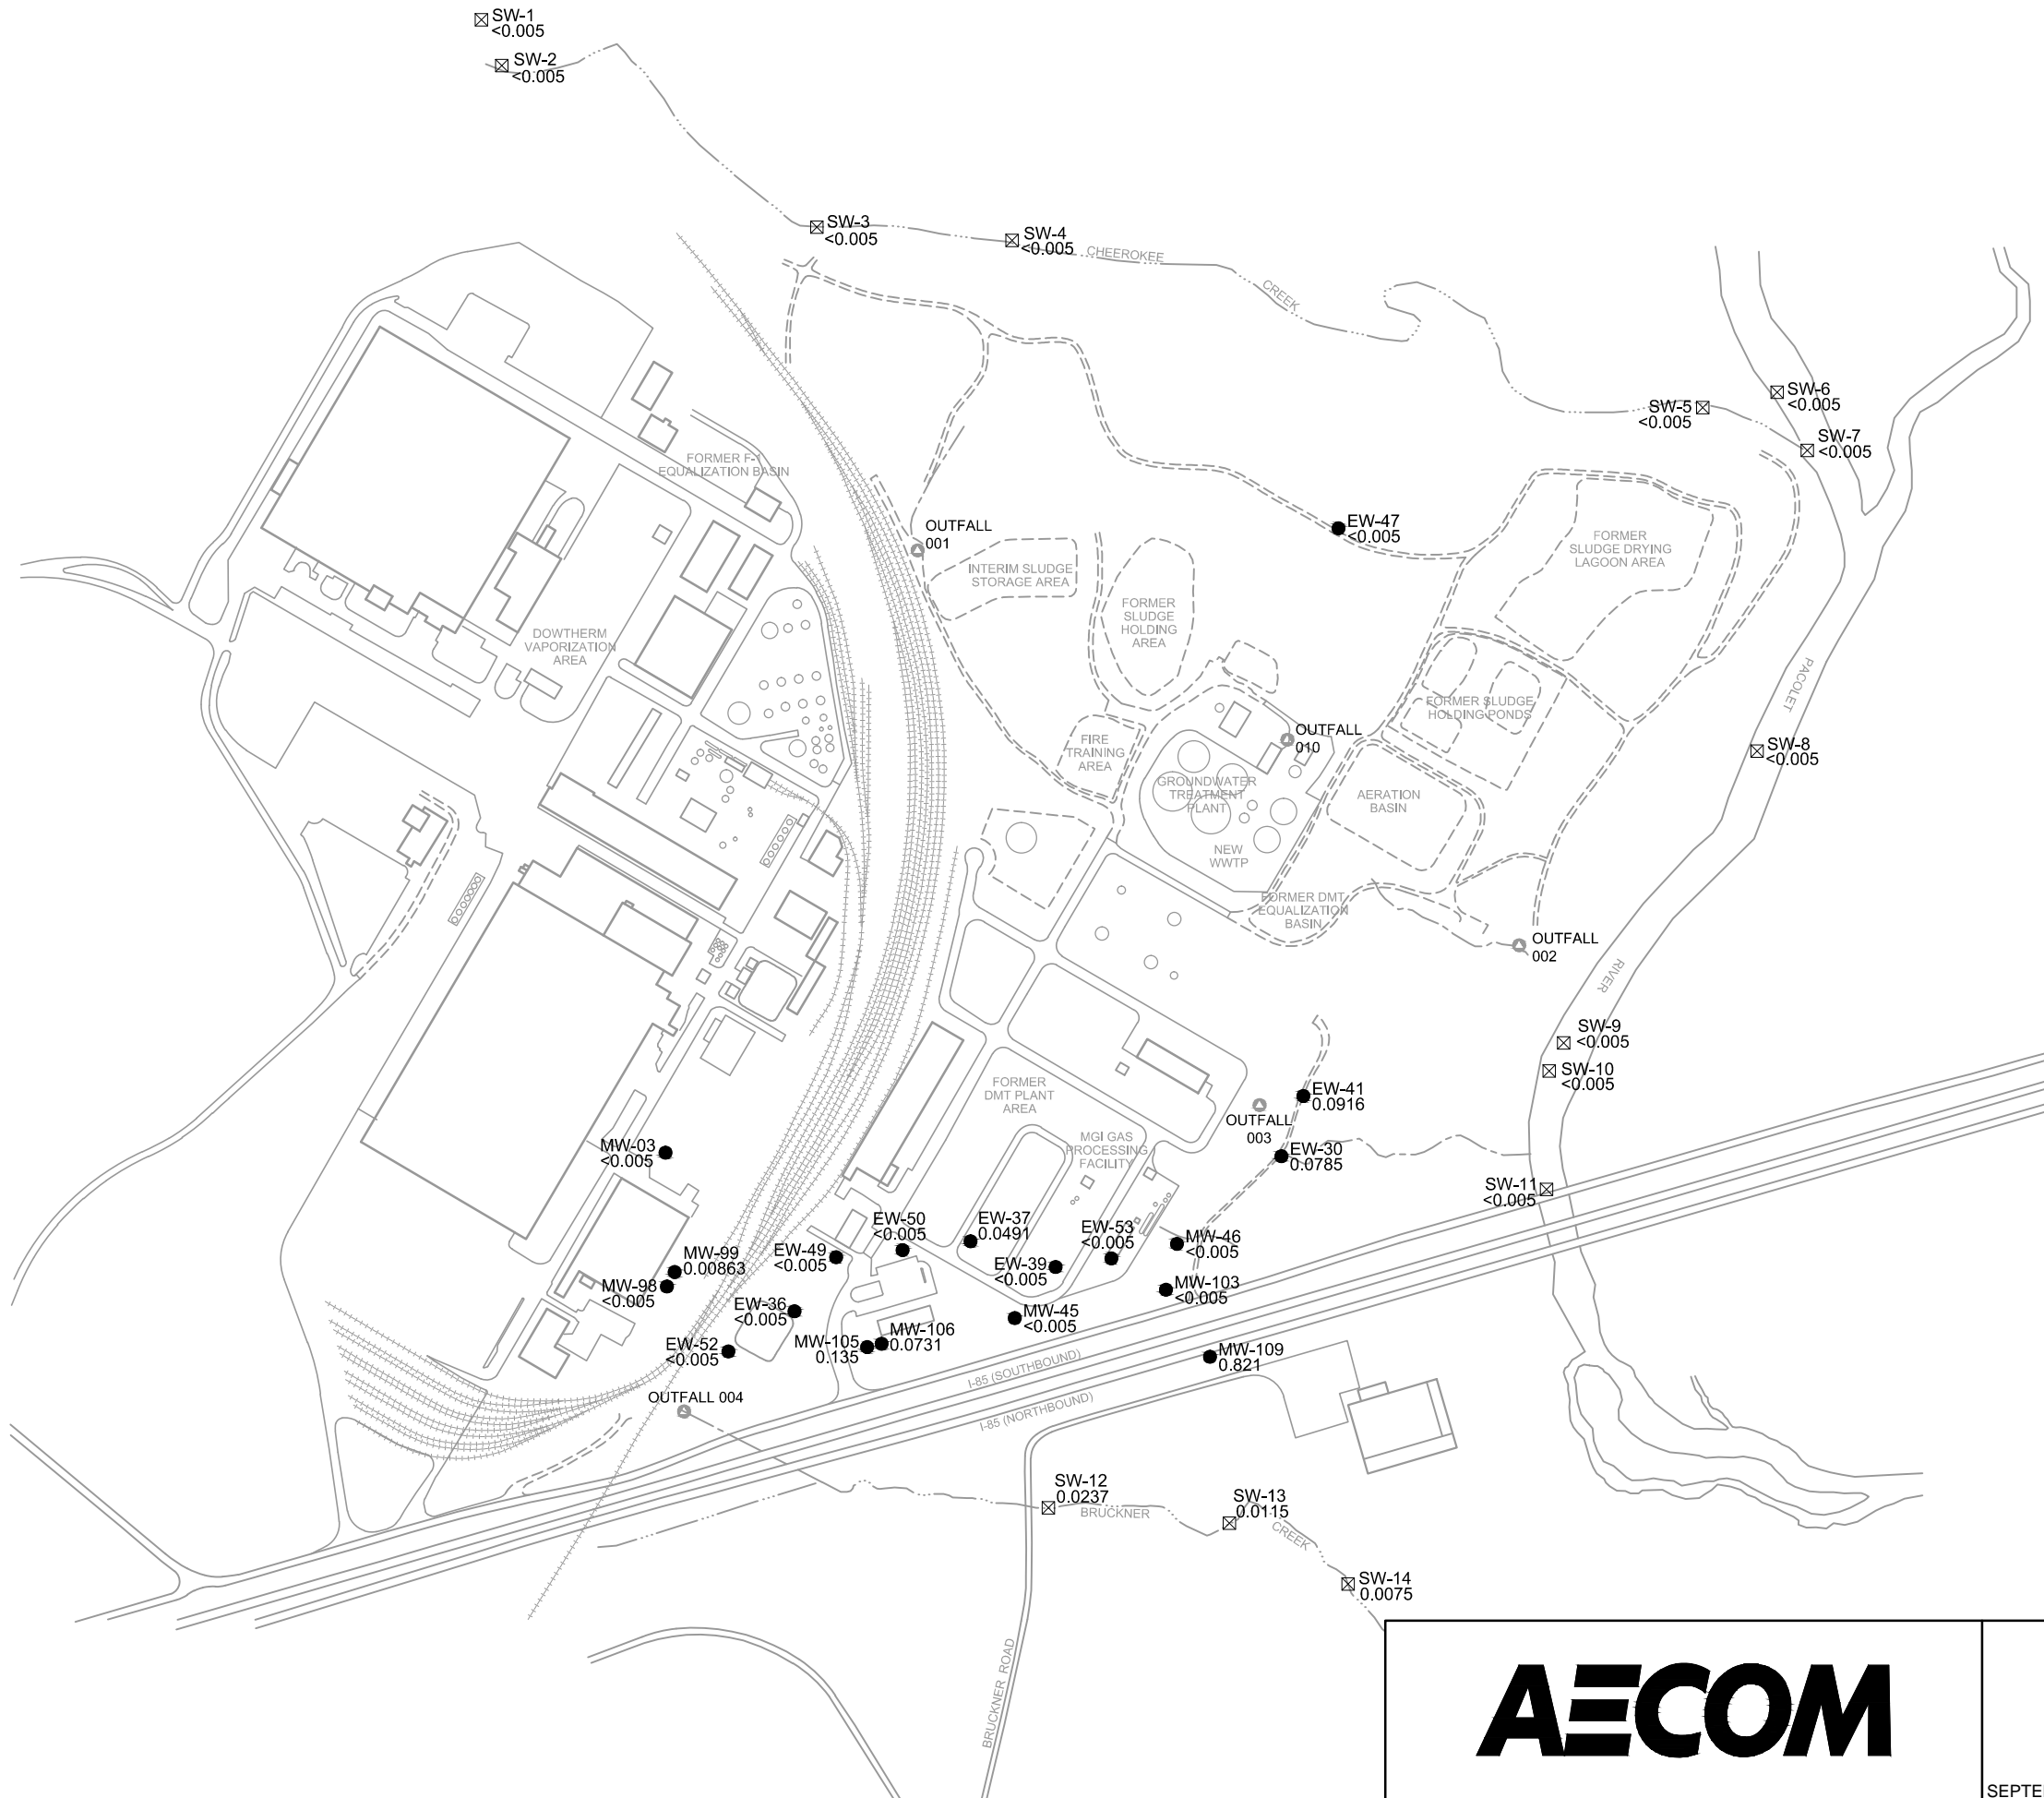 SW-1
<0.005
SW-2
<0.005
SW-3
<0.005
SW-4
<0.005
CHEEROKEE
CREEK
SW-5
<0.005
SW-6
<0.005
SW-7
<0.005
FORMER F-1
EQUALIZATION BASIN
OUTFALL
001
EW-47
<0.005
FORMER
SLUDGE DRYING
LAGOON AREA
INTERIM SLUDGE
STORAGE AREA
FORMER
SLUDGE
HOLDING
AREA
DOWTHERM
VAPORIZATION
AREA
PACOLET
FORMER SLUDGE
HOLDING PONDS
OUTFALL
010
FIRE
TRAINING
AREA
SW-8
<0.005
GROUNDWATER
TREATMENT
PLANT
AERATION
BASIN
NEW
WWTP
FORMER DMT
EQUALIZATION
BASIN
OUTFALL
002
RIVER
SW-9
<0.005
SW-10
<0.005
FORMER
DMT PLANT
AREA
EW-41
0.0916
OUTFALL
003
MGI GAS
PROCESSING
FACILITY
MW-03
<0.005
EW-30
0.0785
SW-11
<0.005
EW-50
<0.005
EW-37
0.0491
EW-53
<0.005
MW-46
<0.005
MW-99
0.00863
EW-49
<0.005
EW-39
<0.005
MW-98
<0.005
MW-103
<0.005
EW-36
<0.005
MW-45
<0.005
EW-52
<0.005
MW-105
0.135
MW-106
0.0731
MW-109
0.821
I-85 (SOUTHBOUND)
I-85 (NORTHBOUND)
OUTFALL 004
SW-12
0.0237
BRUCKNER
SW-13
0.0115
CREEK
SW-14
0.0075
BRUCKNER ROAD
AECOM